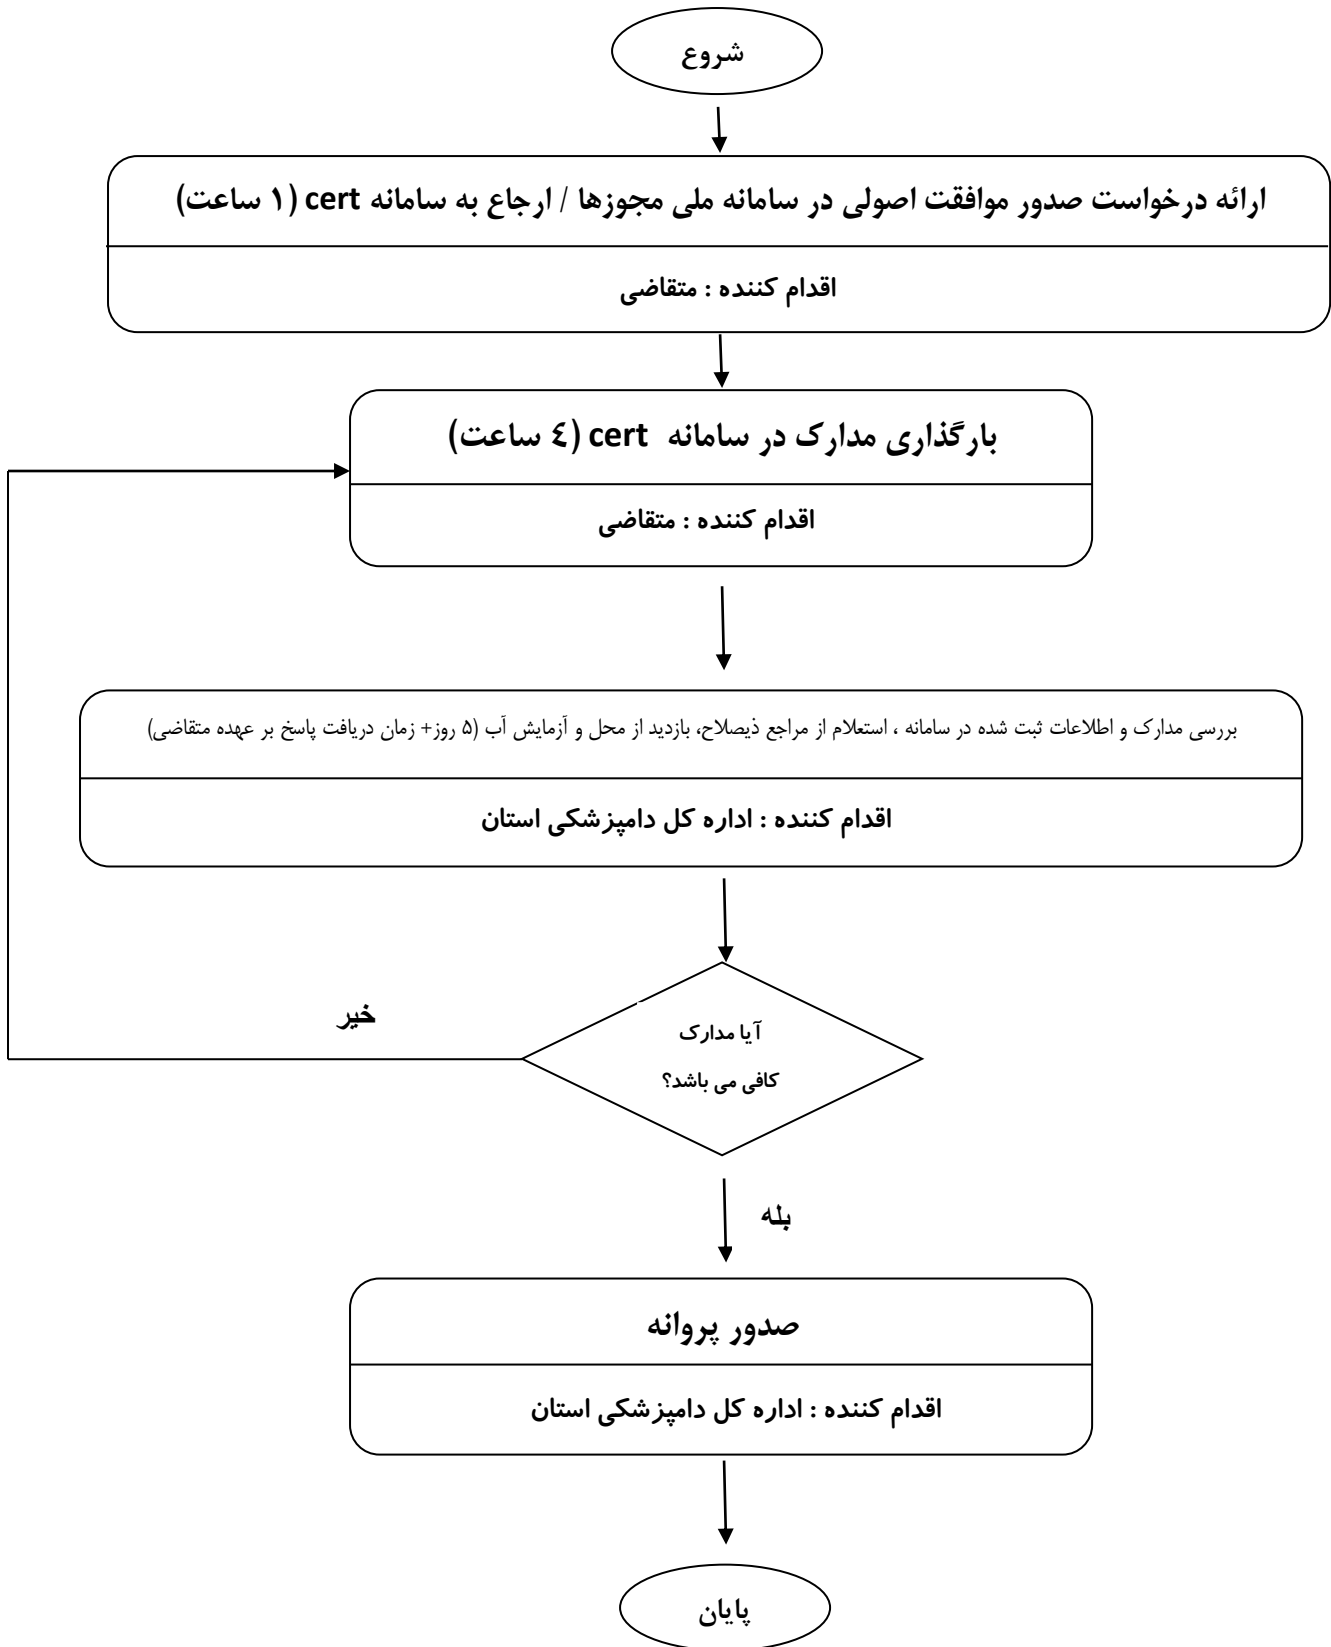 شروع
ارائه درخواست صدور موافقت اصولی در سامانه ملی مجوزها / ارجاع به سامانه cert (۱ ساعت)
اقدام کننده : متقاضی
بارگذاری مدارک در سامانه cert (٤ ساعت)
اقدام کننده : متقاضی
بررسی مدارک و اطلاعات ثبت شده در سامانه ، استعلام از مراجع ذیصلاح، بازدید از محل و آزمایش آب (۵ روز+ زمان دریافت پاسخ بر عهده متقاضی)
اقدام کننده : اداره کل دامپزشکی استان
خیر
آیا مدارک
کافی می باشد؟
بله
صدور پروانه
اقدام کننده : اداره کل دامپزشکی استان
پایان